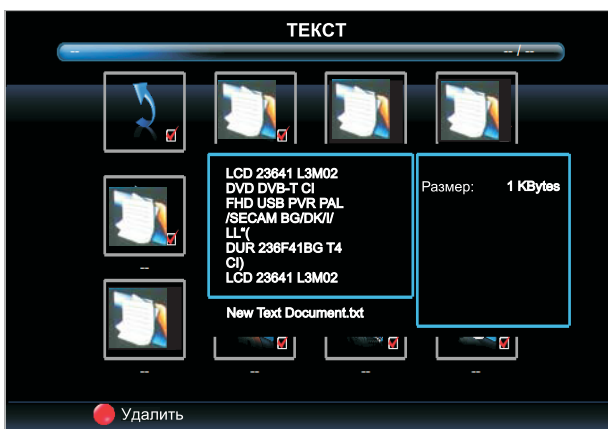 ТЕКСТ
-- -- / --
LCD 23641 L3M02
DVD DVB-T CI
FHD USB PVR PAL
/SECAM BG/DK/I/
LL"(
DUR 236F41BG T4
CI)
LCD 23641 L3M02
Размер: 1 KBytes
New Text Document.txt
--
-- -- -- --
Удалить